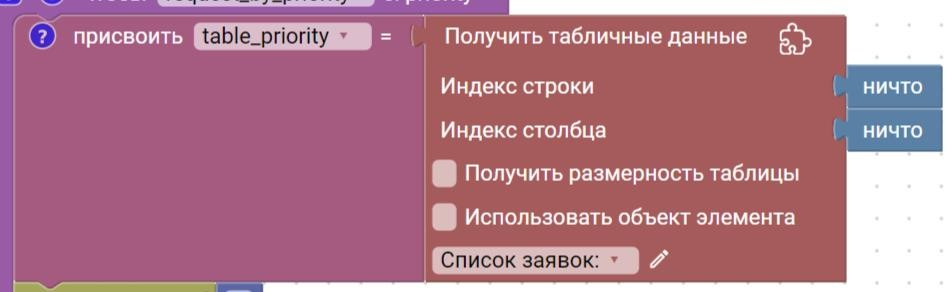 request_by_priority
? присвоить table_priority = Получить табличные данные
Индекс строки ничто
Индекс столбца ничто
Получить размерность таблицы
Использовать объект элемента
Список заявок: